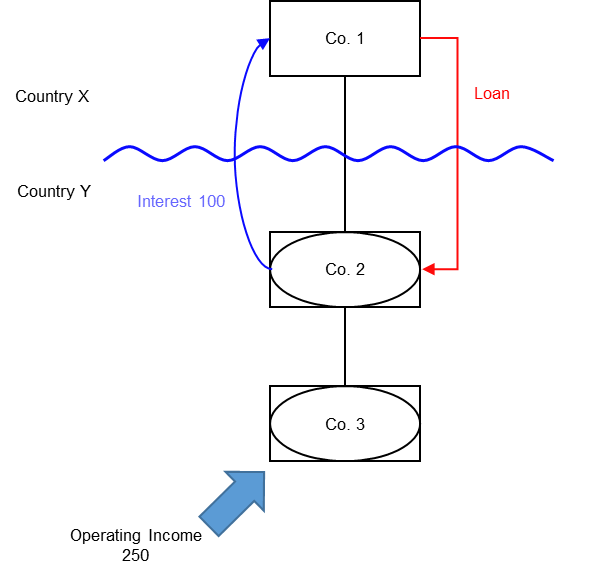 Co. 1
Loan
Country X
Country Y
Interest 100
Co. 2
Co. 3
Operating Income
250